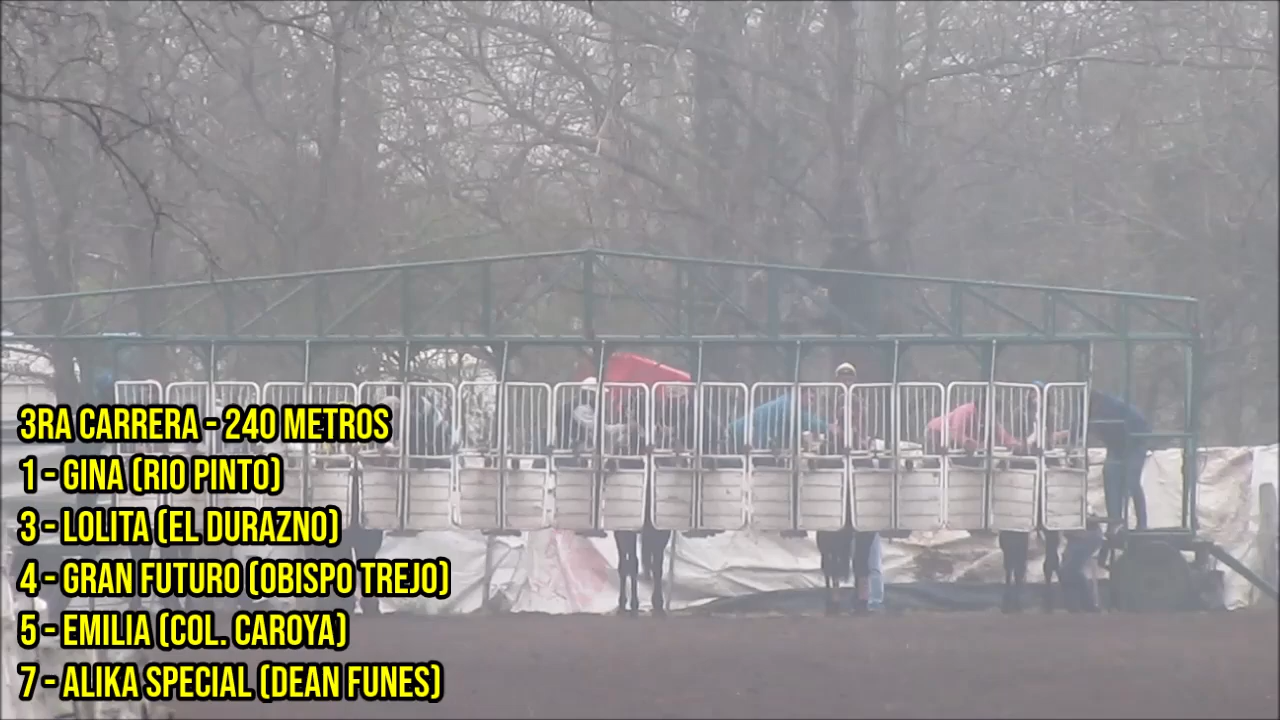 3RA CARRERA - 240 METROS
1 - GINA (RIO PINTO)
3 - LOLITA (EL DURAZNO)
4 - GRAN FUTURO (OBISPO TREJO)
5 - EMILIA (COL. CAROYA)
7 - ALIKA SPECIAL (DEAN FUNES)